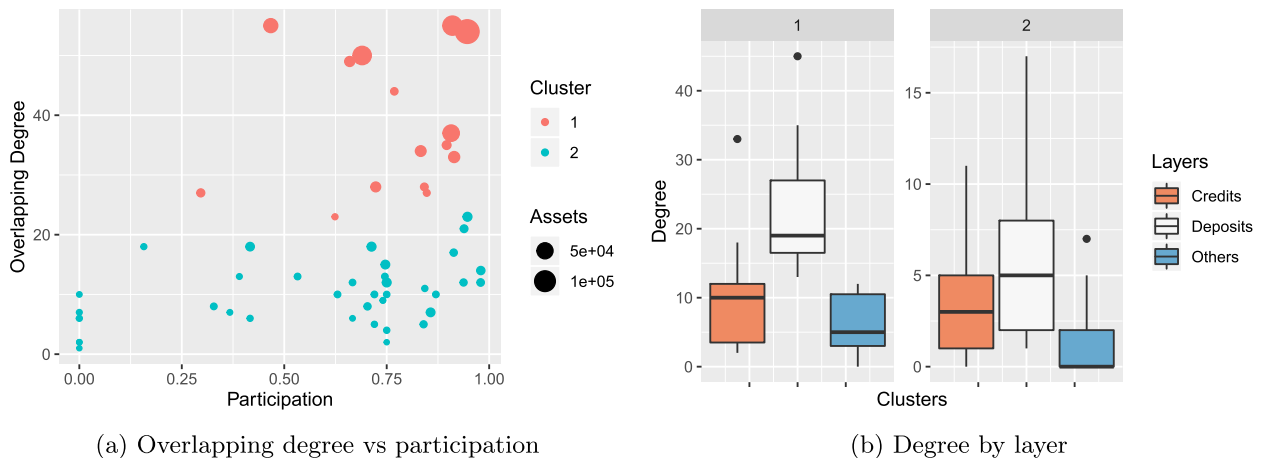 Overlapping Degree
40
20
0
0.00 0.25 0.50 0.75 1.00
Participation
Cluster
1
2
Assets
5e+04
1e+05
(a) Overlapping degree vs participation
1 2
Degree
40
30
20
10
0
15
10
5
0
Clusters
Layers
Credits
Deposits
Others
(b) Degree by layer